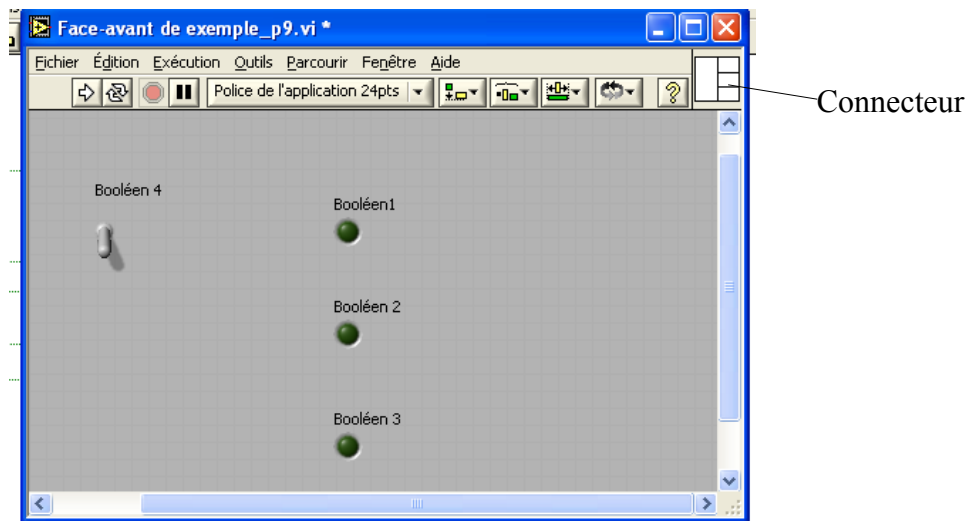 Face-avant de exemple_p9.vi *
Fichier Édition Exécution Outils Parcourir Fenêtre Aide
Police de l'application 24pts
Connecteur
Booléen 4
Booléen1
Booléen 2
Booléen 3